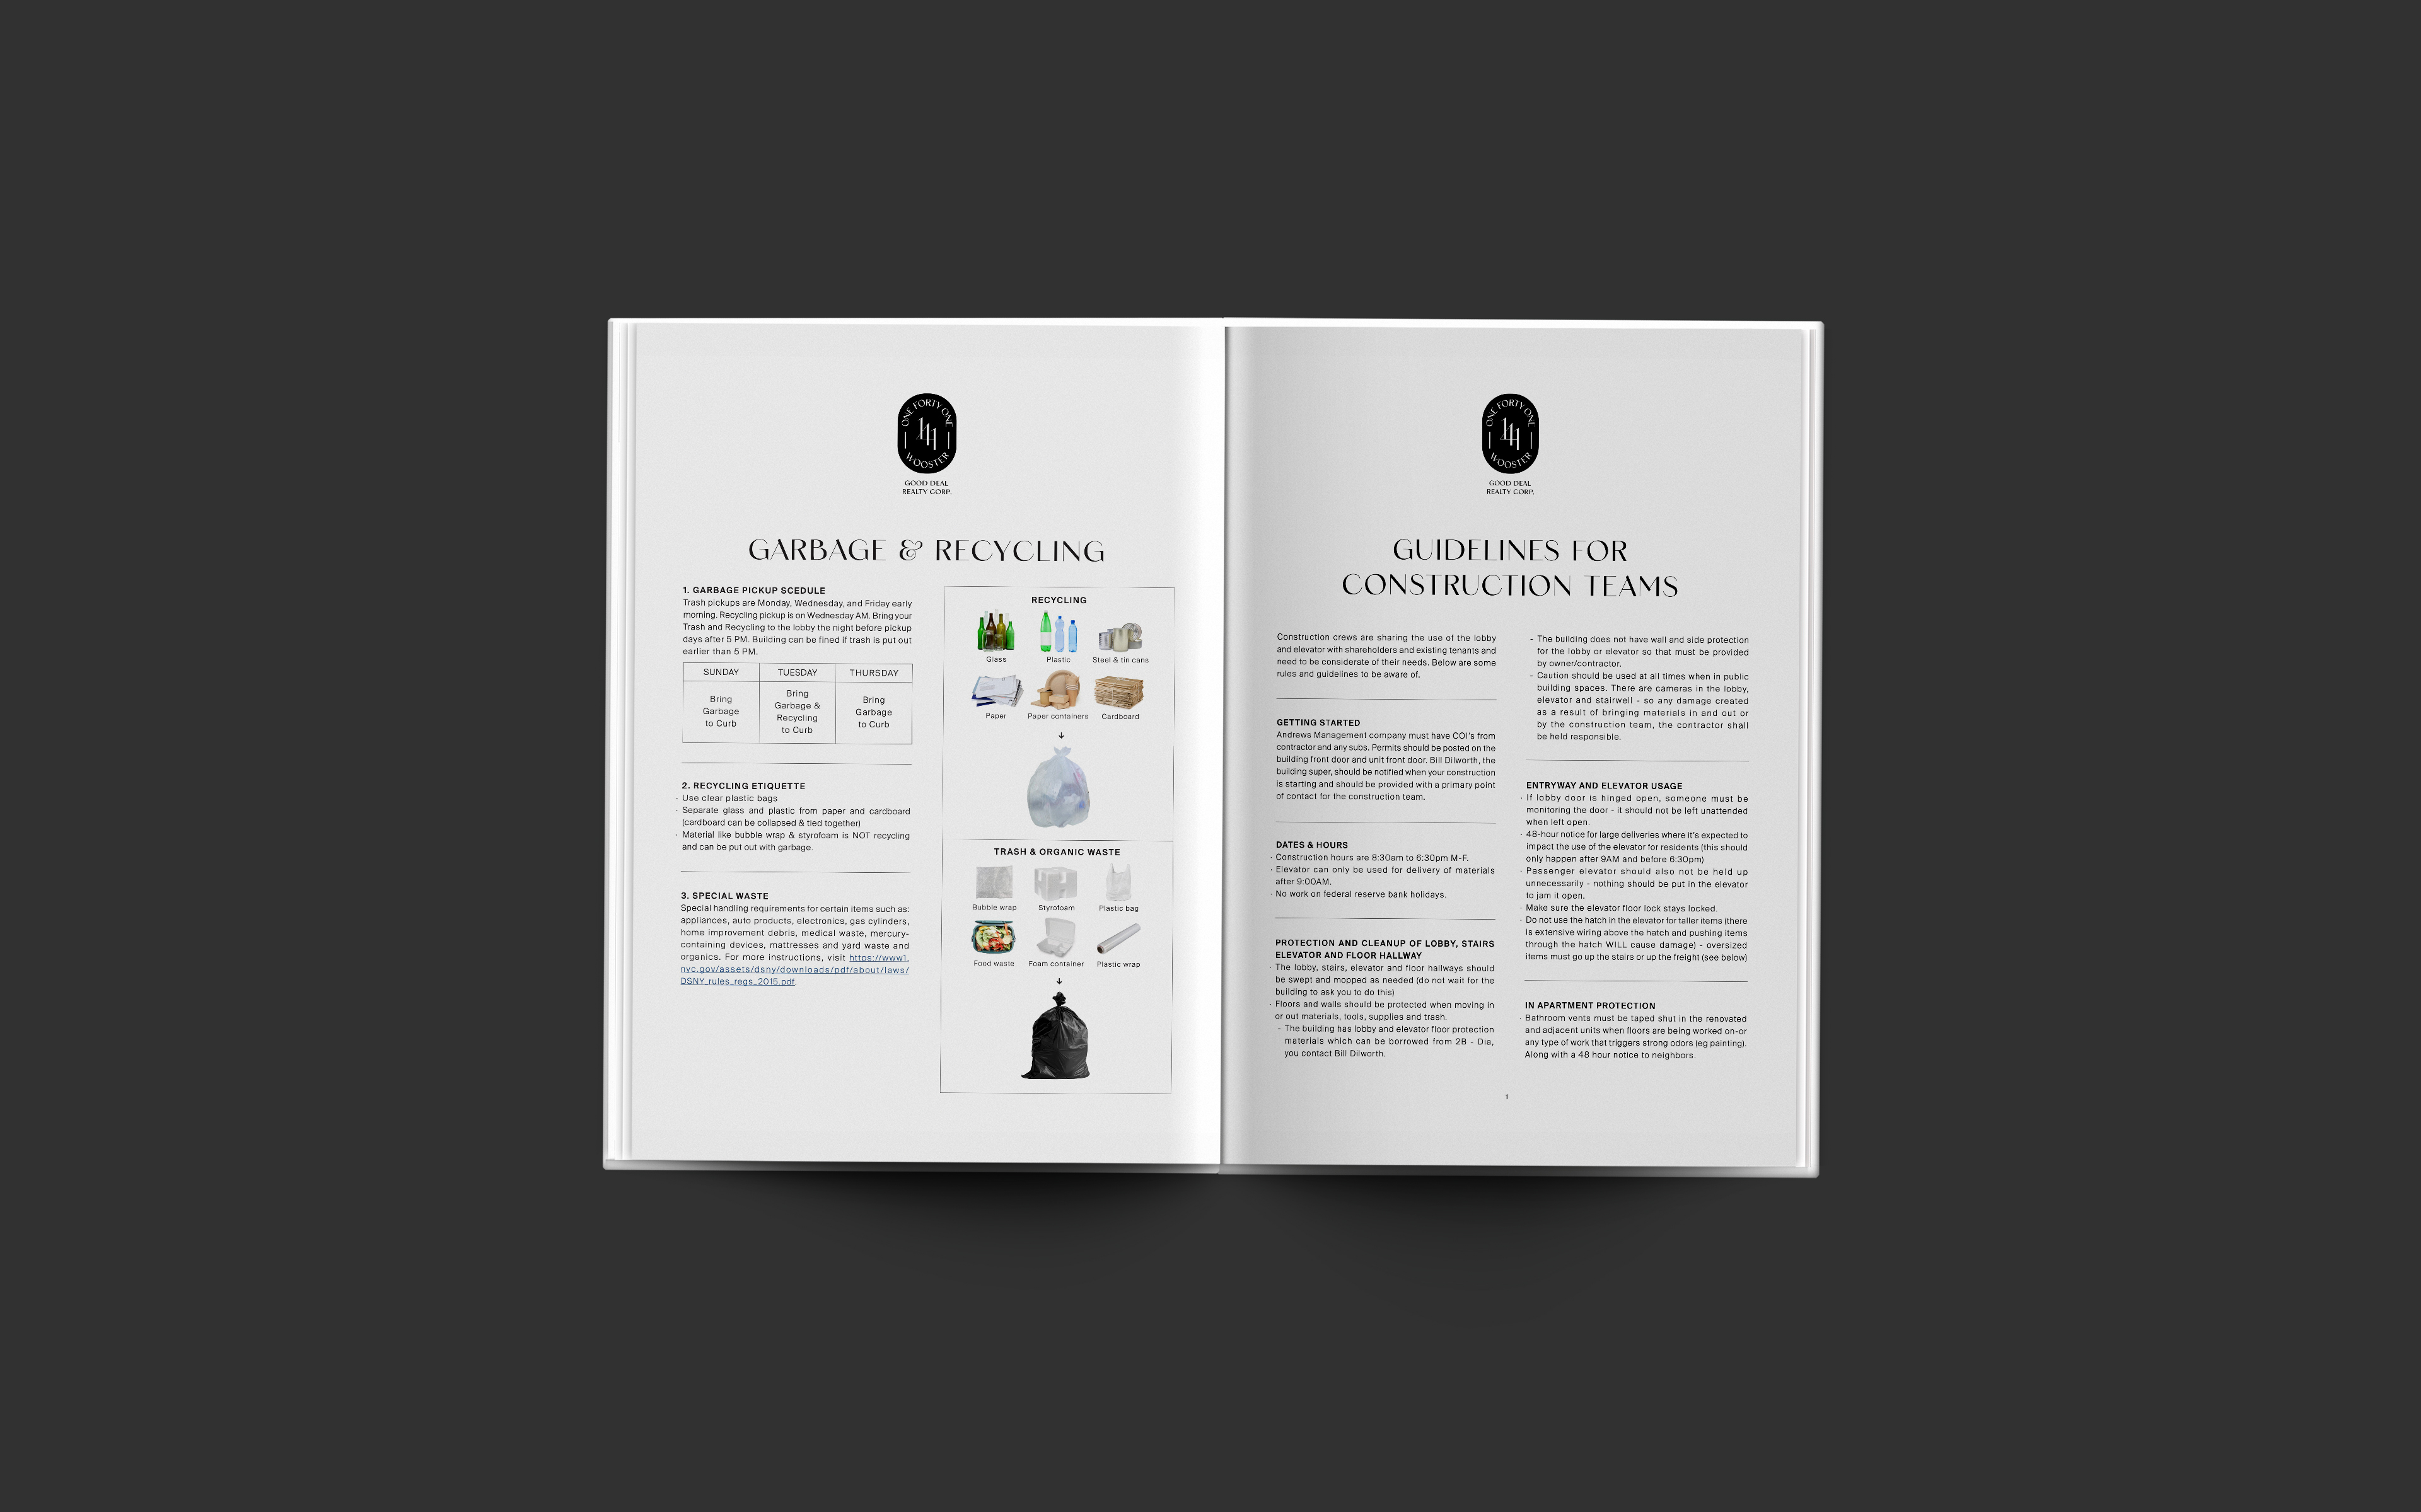 ONE FORTY ONE
141
WOOSTER
GOOD DEAL
REALTY CORP.
GARBAGE & RECYCLING
1. GARBAGE PICKUP SCEDULE
Trash pickups are Monday, Wednesday, and Friday early
morning. Recycling pickup is on Wednesday AM. Bring your
Trash and Recycling to the lobby the night before pickup
days after 5 PM. Building can be fined if trash is put out
earlier than 5 PM.
SUNDAY
TUESDAY
THURSDAY
Bring
Garbage
to Curb
Bring
Garbage &
Recycling
to Curb
Bring
Garbage
to Curb
2. RECYCLING ETIQUETTE
· Use clear plastic bags
· Separate glass and plastic from paper and cardboard
(cardboard can be collapsed & tied together)
· Material like bubble wrap & styrofoam is NOT recycling
and can be put out with garbage.
3. SPECIAL WASTE
Special handling requirements for certain items such as:
appliances, auto products, electronics, gas cylinders,
home improvement debris, medical waste, mercury-
containing devices, mattresses and yard waste and
organics. For more instructions, visit https://www1.
nyc.gov/assets/dsny/downloads/pdf/about/laws/
DSNY_rules_regs_2015.pdf.
RECYCLING
Glass
Plastic
Steel & tin cans
Paper
Paper containers
Cardboard
↓
TRASH & ORGANIC WASTE
Bubble wrap
Styrofoam
Plastic bag
Food waste
Foam container
Plastic wrap
↓
ONE FORTY ONE
141
WOOSTER
GOOD DEAL
REALTY CORP.
GUIDELINES FOR
CONSTRUCTION TEAMS
Construction crews are sharing the use of the lobby
and elevator with shareholders and existing tenants and
need to be considerate of their needs. Below are some
rules and guidelines to be aware of.
GETTING STARTED
Andrews Management company must have COI's from
contractor and any subs. Permits should be posted on the
building front door and unit front door. Bill Dilworth, the
building super, should be notified when your construction
is starting and should be provided with a primary point
of contact for the construction team.
DATES & HOURS
· Construction hours are 8:30am to 6:30pm M-F.
· Elevator can only be used for delivery of materials
after 9:00AM.
· No work on federal reserve bank holidays.
PROTECTION AND CLEANUP OF LOBBY, STAIRS
ELEVATOR AND FLOOR HALLWAY
· The lobby, stairs, elevator and floor hallways should
be swept and mopped as needed (do not wait for the
building to ask you to do this)
· Floors and walls should be protected when moving in
or out materials, tools, supplies and trash.
- The building has lobby and elevator floor protection
materials which can be borrowed from 2B - Dia,
you contact Bill Dilworth.
- The building does not have wall and side protection
for the lobby or elevator so that must be provided
by owner/contractor.
- Caution should be used at all times when in public
building spaces. There are cameras in the lobby,
elevator and stairwell - so any damage created
as a result of bringing materials in and out or
by the construction team, the contractor shall
be held responsible.
ENTRYWAY AND ELEVATOR USAGE
· If lobby door is hinged open, someone must be
monitoring the door - it should not be left unattended
when left open.
· 48-hour notice for large deliveries where it's expected to
impact the use of the elevator for residents (this should
only happen after 9AM and before 6:30pm)
· Passenger elevator should also not be held up
unnecessarily - nothing should be put in the elevator
to jam it open.
· Make sure the elevator floor lock stays locked.
· Do not use the hatch in the elevator for taller items (there
is extensive wiring above the hatch and pushing items
through the hatch WILL cause damage) - oversized
items must go up the stairs or up the freight (see below)
IN APARTMENT PROTECTION
· Bathroom vents must be taped shut in the renovated
and adjacent units when floors are being worked on-or
any type of work that triggers strong odors (eg painting).
Along with a 48 hour notice to neighbors.
1